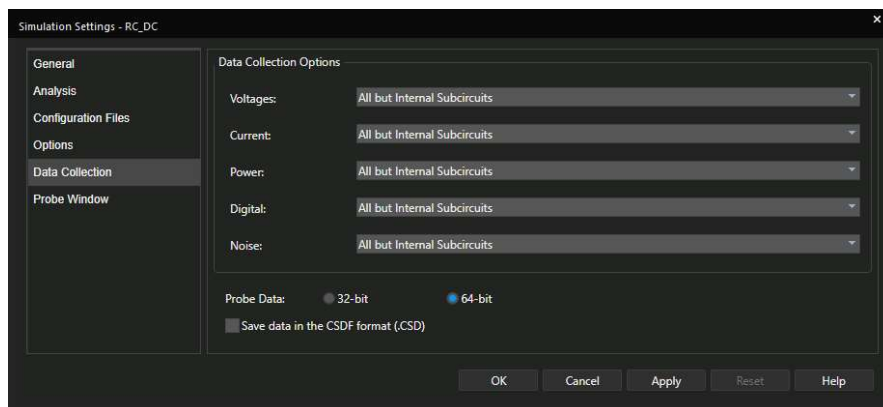 Simulation Settings - RC_DC
×
General
Analysis
Configuration Files
Options
Data Collection
Probe Window
Data Collection Options
Voltages: All but Internal Subcircuits
Current: All but Internal Subcircuits
Power: All but Internal Subcircuits
Digital: All but Internal Subcircuits
Noise: All but Internal Subcircuits
Probe Data: 32-bit 64-bit
Save data in the CSDF format (.CSD)
OK Cancel Apply Reset Help